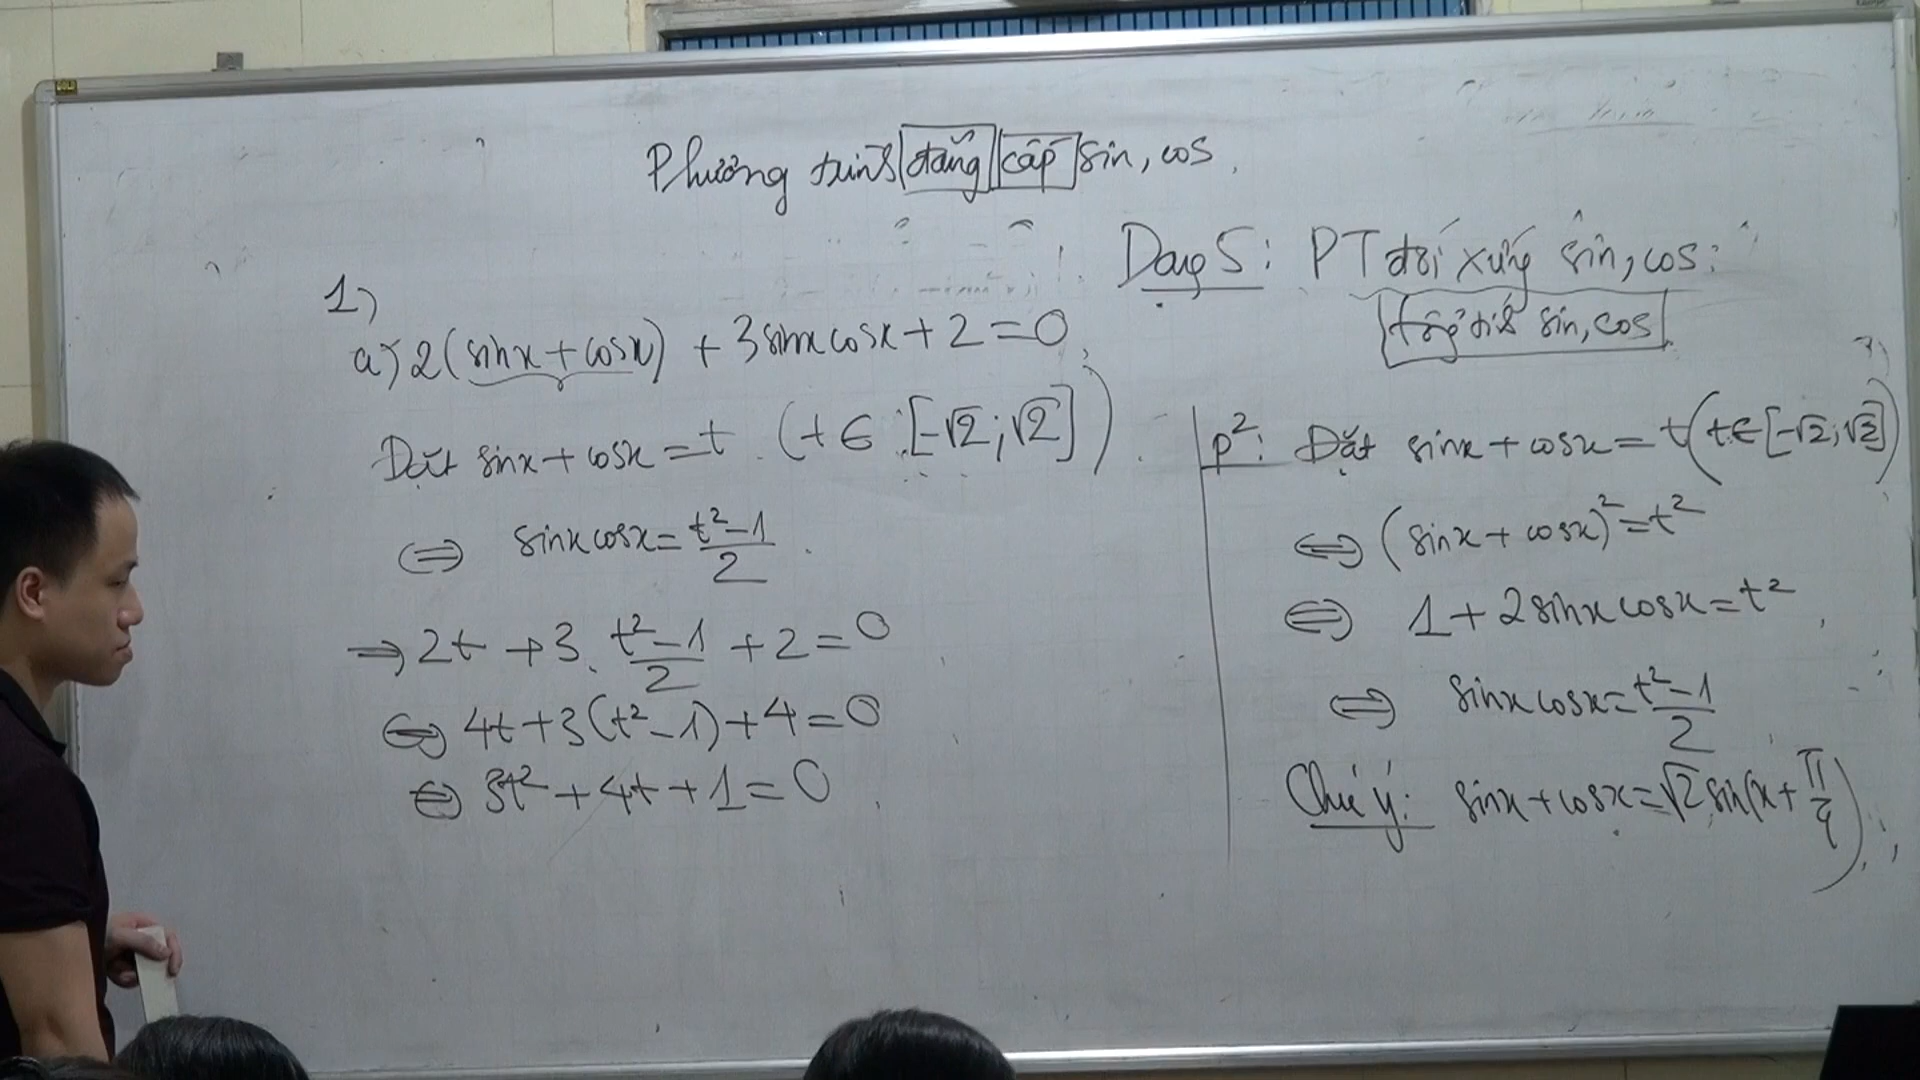 Phương trình đẳng cấp sin, cos.
Dạng 5: PT đối xứng sin, cos:
tổng tích sin, cos
1)
a) 2(sinx + cosx) + 3sinxcosx + 2 = 0
Đặt sinx + cosx = t (t ∈ [-√2; √2])
⇔ sinxcosx = (t² - 1)/2
⇒ 2t + 3. (t² - 1)/2 + 2 = 0
⇔ 4t + 3(t² - 1) + 4 = 0
⇔ 3t² + 4t + 1 = 0
p²: Đặt sinx + cosx = t (t ∈ [-√2; √2])
⇔ (sinx + cosx)² = t²
⇔ 1 + 2sinxcosx = t²
⇔ sinxcosx = (t² - 1)/2
Chú ý: sinx + cosx = √2 sin(x + π/4)